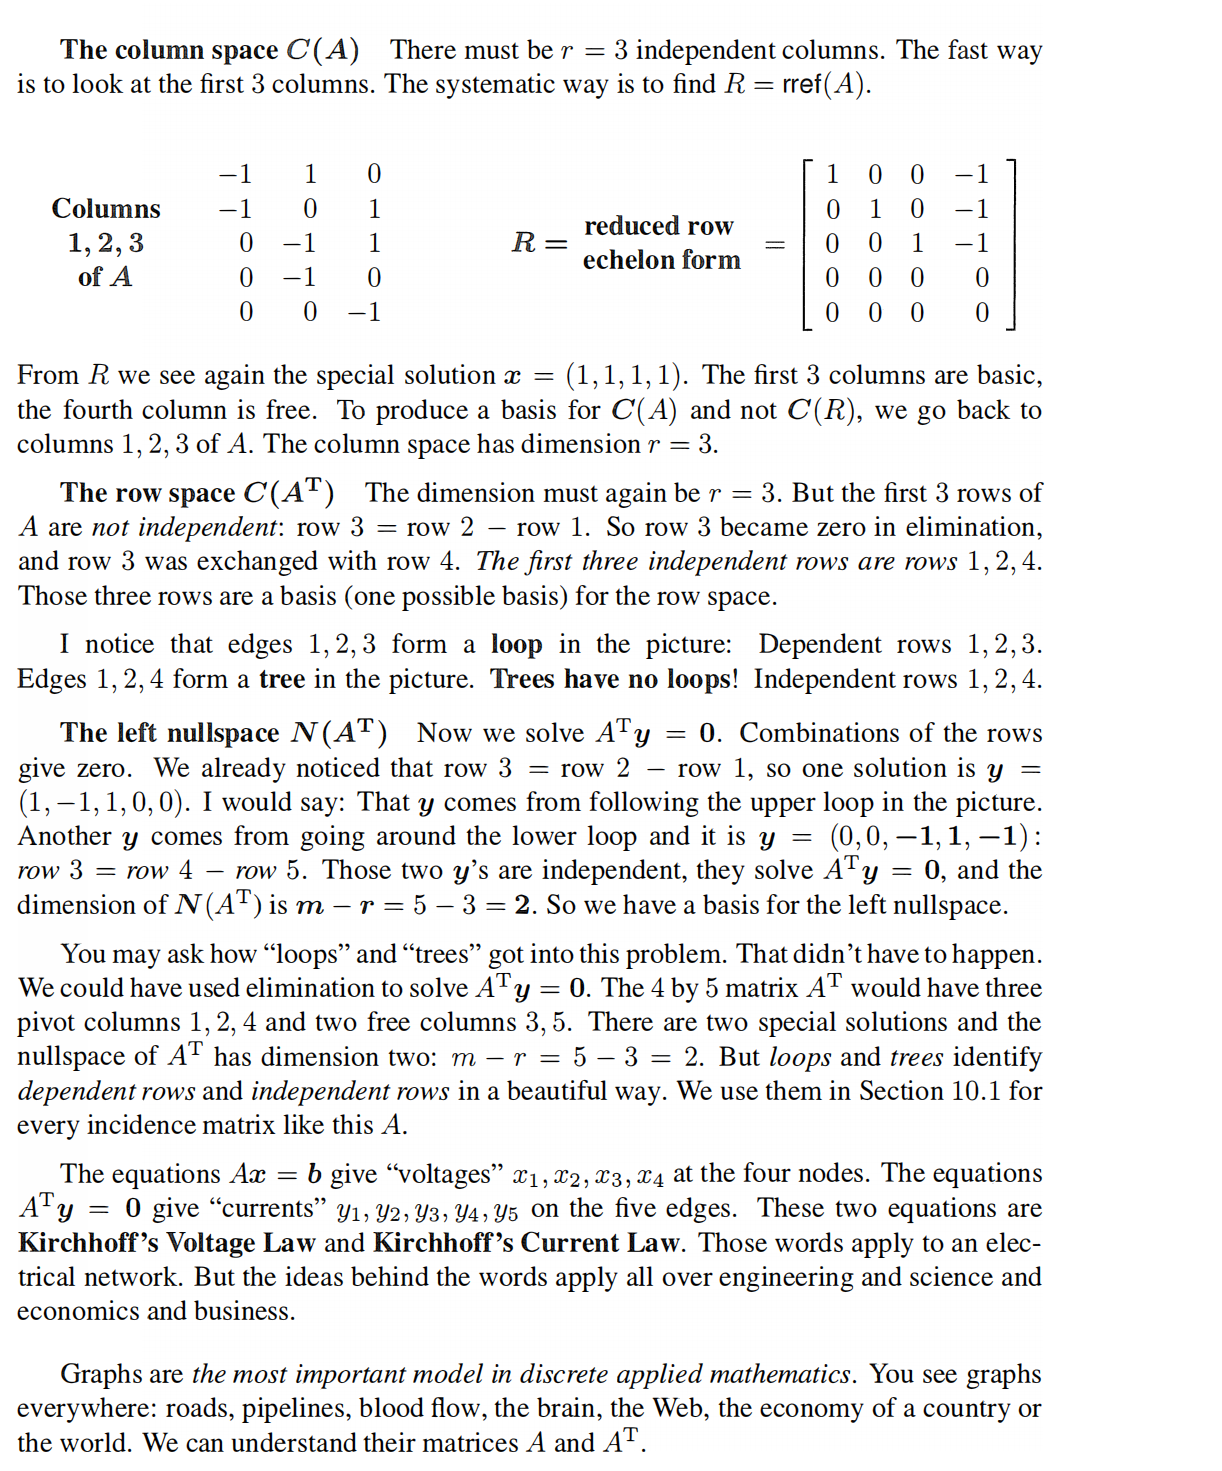 The column space C(A) There must be r = 3 independent columns. The fast way
is to look at the first 3 columns. The systematic way is to find R = rref(A).
Columns
1, 2, 3
of A
−1 1 0
−1 0 1
0 −1 1
0 −1 0
0 0 −1
R = reduced row
echelon form =
1 0 0 −1
0 1 0 −1
0 0 1 −1
0 0 0 0
0 0 0 0
From R we see again the special solution x = (1, 1, 1, 1). The first 3 columns are basic,
the fourth column is free. To produce a basis for C(A) and not C(R), we go back to
columns 1, 2, 3 of A. The column space has dimension r = 3.
The row space C(Aᵀ) The dimension must again be r = 3. But the first 3 rows of
A are not independent: row 3 = row 2 − row 1. So row 3 became zero in elimination,
and row 3 was exchanged with row 4. The first three independent rows are rows 1, 2, 4.
Those three rows are a basis (one possible basis) for the row space.
I notice that edges 1, 2, 3 form a loop in the picture: Dependent rows 1, 2, 3.
Edges 1, 2, 4 form a tree in the picture. Trees have no loops! Independent rows 1, 2, 4.
The left nullspace N(Aᵀ) Now we solve Aᵀy = 0. Combinations of the rows
give zero. We already noticed that row 3 = row 2 − row 1, so one solution is y =
(1, −1, 1, 0, 0). I would say: That y comes from following the upper loop in the picture.
Another y comes from going around the lower loop and it is y = (0, 0, −1, 1, −1):
row 3 = row 4 − row 5. Those two y's are independent, they solve Aᵀy = 0, and the
dimension of N(Aᵀ) is m − r = 5 − 3 = 2. So we have a basis for the left nullspace.
You may ask how “loops” and “trees” got into this problem. That didn't have to happen.
We could have used elimination to solve Aᵀy = 0. The 4 by 5 matrix Aᵀ would have three
pivot columns 1, 2, 4 and two free columns 3, 5. There are two special solutions and the
nullspace of Aᵀ has dimension two: m − r = 5 − 3 = 2. But loops and trees identify
dependent rows and independent rows in a beautiful way. We use them in Section 10.1 for
every incidence matrix like this A.
The equations Ax = b give “voltages” x₁, x₂, x₃, x₄ at the four nodes. The equations
Aᵀy = 0 give “currents” y₁, y₂, y₃, y₄, y₅ on the five edges. These two equations are
Kirchhoff's Voltage Law and Kirchhoff's Current Law. Those words apply to an elec-
trical network. But the ideas behind the words apply all over engineering and science and
economics and business.
Graphs are the most important model in discrete applied mathematics. You see graphs
everywhere: roads, pipelines, blood flow, the brain, the Web, the economy of a country or
the world. We can understand their matrices A and Aᵀ.